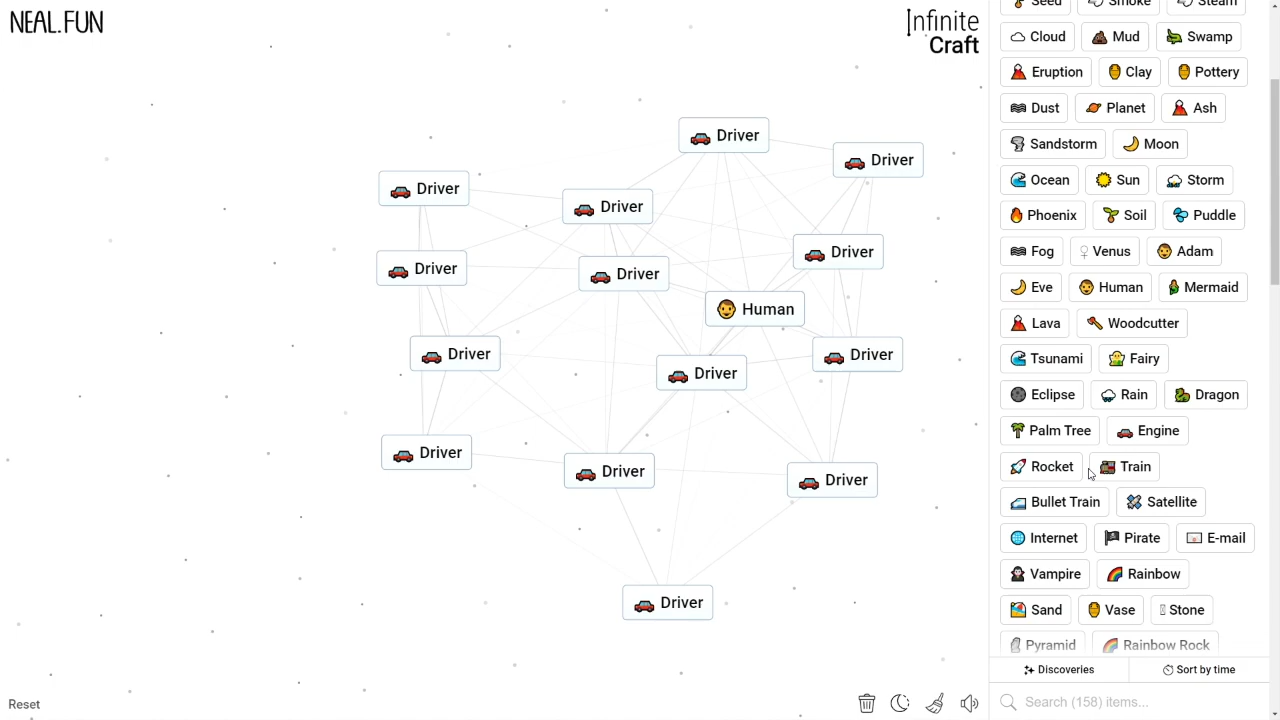 NEAL.FUN
Infinite
Craft
Driver
Driver
Driver
Driver
Driver
Driver
Driver
Human
Driver
Driver
Driver
Driver
Driver
Driver
Driver
Reset
Seed Smoke Steam
Cloud Mud Swamp
Eruption Clay Pottery
Dust Planet Ash
Sandstorm Moon
Ocean Sun Storm
Phoenix Soil Puddle
Fog Venus Adam
Eve Human Mermaid
Lava Woodcutter
Tsunami Fairy
Eclipse Rain Dragon
Palm Tree Engine
Rocket Train
Bullet Train Satellite
Internet Pirate E-mail
Vampire Rainbow
Sand Vase Stone
Pyramid Rainbow Rock
Discoveries Sort by time
Search (158) items...